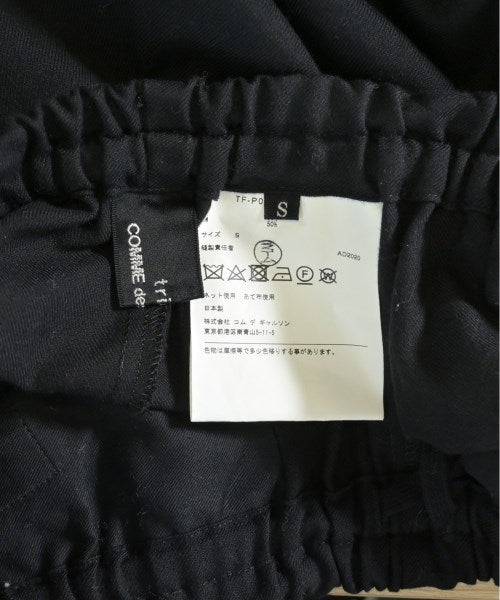 COMME de
tri
S
TF-P0
50%
サイズ S
縫製責任者
AD2020
ネット使用 あて布使用
日本製
株式会社 コム デ ギャルソン
東京都港区南青山5-11-5
色物は摩擦等で多少色移りする事があります。